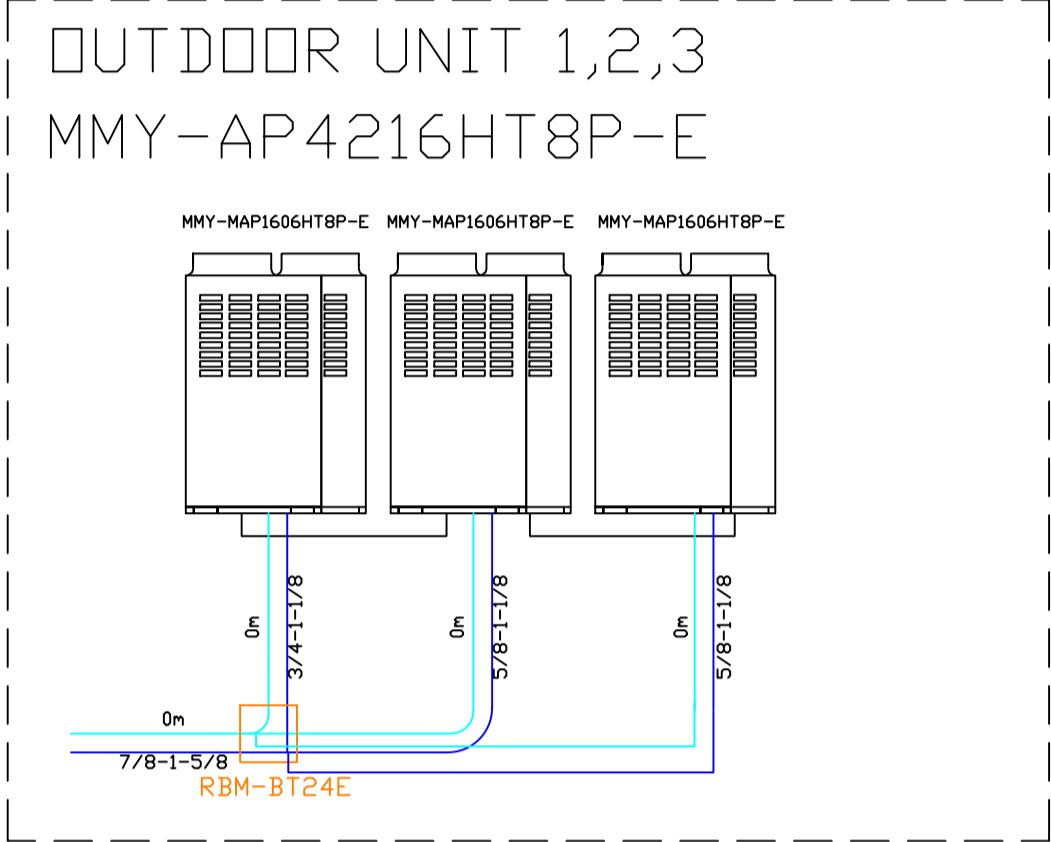 OUTDOOR UNIT 1,2,3
MMY-AP4216HT8P-E
MMY-MAP1606HT8P-E MMY-MAP1606HT8P-E MMY-MAP1606HT8P-E
0m
3/4-1-1/8
0m
5/8-1-1/8
0m
5/8-1-1/8
0m
7/8-1-5/8
RBM-BT24E